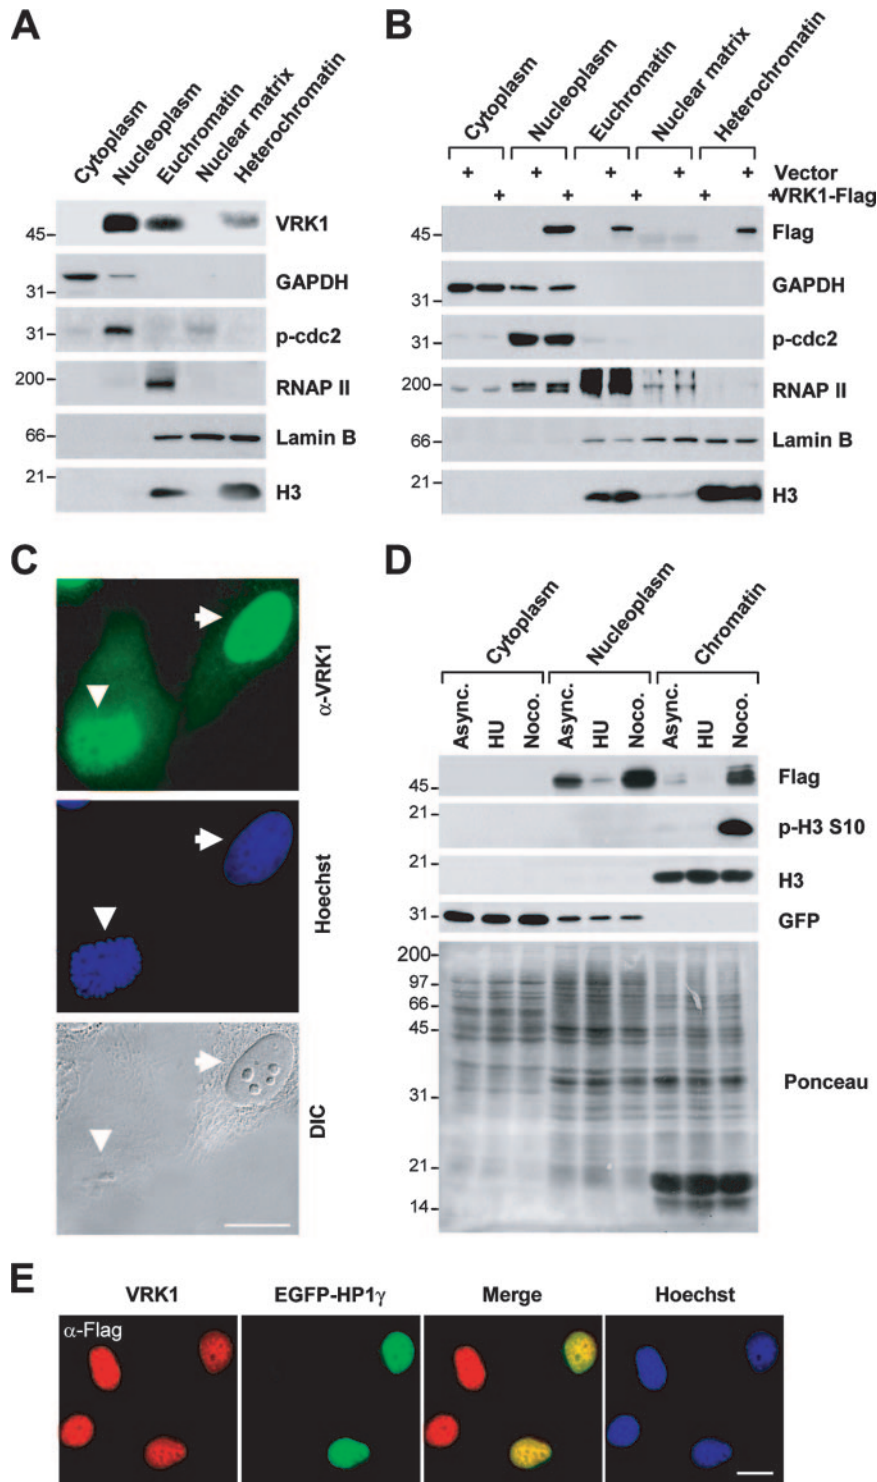 A
Cytoplasm
Nucleoplasm
Euchromatin
Nuclear matrix
Heterochromatin
45
VRK1
31
GAPDH
31
p-cdc2
200
RNAP II
66
Lamin B
21
H3
B
Cytoplasm
Nucleoplasm
Euchromatin
Nuclear matrix
Heterochromatin
+ + + + + Vector
+ + + + + VRK1-Flag
45
Flag
31
GAPDH
31
p-cdc2
200
RNAP II
66
Lamin B
21
H3
C
α-VRK1
Hoechst
DIC
D
Cytoplasm
Nucleoplasm
Chromatin
Async. HU Noco. Async. HU Noco. Async. HU Noco.
45
Flag
21
p-H3 S10
21
H3
31
GFP
200
97
66
45
31
21
14
Ponceau
E
VRK1 EGFP-HP1γ Merge Hoechst
α-Flag